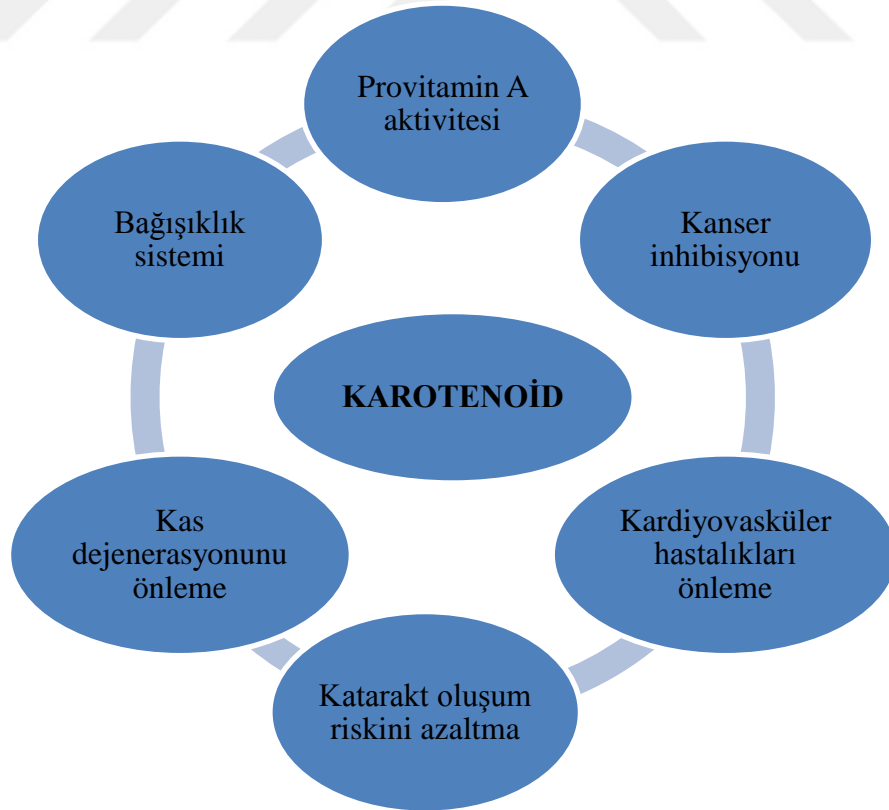 Provitamin A
aktivitesi
Bağışıklık
sistemi
Kanser
inhibisyonu
KAROTENOİD
Kas
dejenerasyonunu
önleme
Kardiyovasküler
hastalıkları
önleme
Katarakt oluşum
riskini azaltma